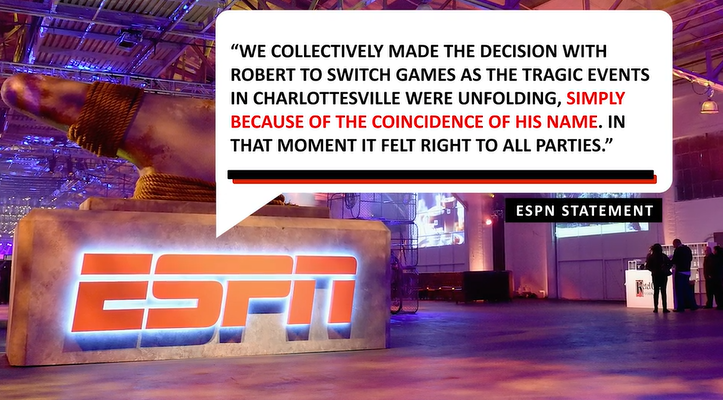 “WE COLLECTIVELY MADE THE DECISION WITH
ROBERT TO SWITCH GAMES AS THE TRAGIC EVENTS
IN CHARLOTTESVILLE WERE UNFOLDING, SIMPLY
BECAUSE OF THE COINCIDENCE OF HIS NAME. IN
THAT MOMENT IT FELT RIGHT TO ALL PARTIES.”
ESPN STATEMENT
ESPN